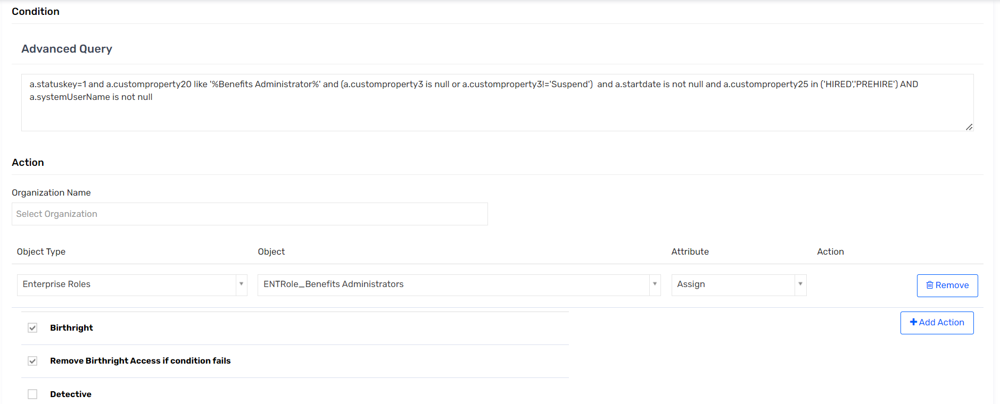 Condition
Advanced Query
a.statuskey=1 and a.customproperty20 like '%Benefits Administrator%' and (a.customproperty3 is null or a.customproperty3!='Suspend')  and a.startdate is not null and a.customproperty25 in ('HIRED','PREHIRE') AND
a.systemUserName is not null
Action
Organization Name
Select Organization
Object Type Object Attribute Action
Enterprise Roles ENTRole_Benefits Administrators Assign Remove
Birthright Add Action
Remove Birthright Access if condition fails
Detective